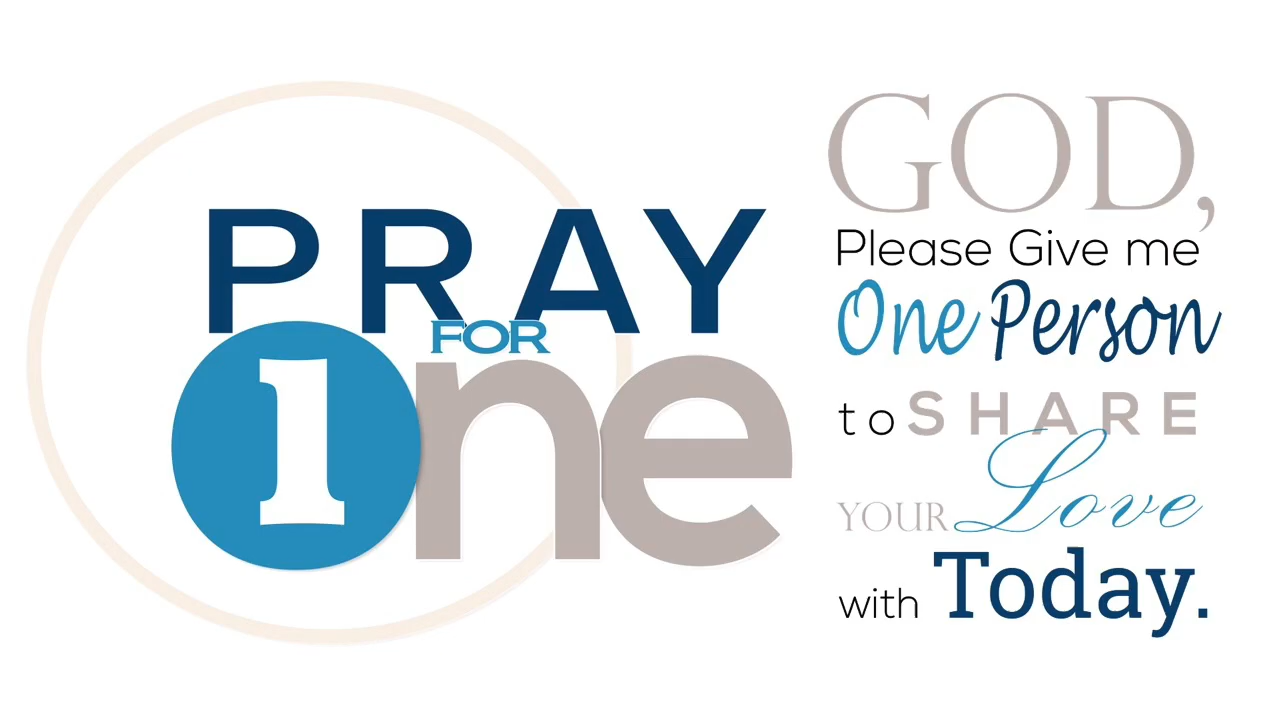 PRAY
FOR
1ne
GOD,
Please Give me
One Person
to SHARE
YOUR Love
with Today.